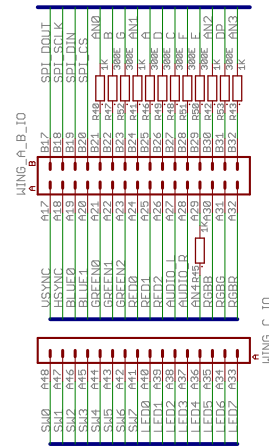 SPI_DOUT
SPI_SCLK
SPI_DIN
SPI_CS
AN0
B
G
AN1
A
D
C
F
E
AN2
DP
AN3
1K
300E
300E
1K
300E
300E
300E
300E
300E
1K
300E
1K
R40
R52
R41
R46
R49
R48
R51
R50
R42
R53
R43
WING_A_B_IO
B
A
B17
B18
B19
B20
B21
B22
B23
B24
B25
B26
B27
B28
B29
B30
B31
B32
A17
A18
A19
A20
A21
A22
A23
A24
A25
A26
A27
A28
A29
A30
A31
A32
1K
R45
VSYNC
HSYNC
BLUE0
BLUE1
GREEN0
GREEN1
GREEN2
RED0
RED1
RED2
AUDIO_L
AUDIO_R
AN4
RGBB
RGBG
RGBR
WING_C_IO
A
A48
A47
A46
A45
A44
A43
A42
A41
A40
A39
A38
A37
A36
A35
A34
A33
SW0
SW1
SW2
SW3
SW4
SW5
SW6
SW7
LED0
LED1
LED2
LED3
LED4
LED5
LED6
LED7